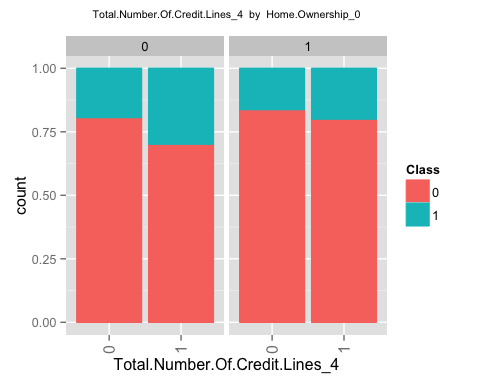 Total.Number.Of.Credit.Lines_4 by Home.Ownership_0
0 1
1.00
0.75
0.50
0.25
0.00
count
0 1 0 1
Total.Number.Of.Credit.Lines_4
Class
0
1